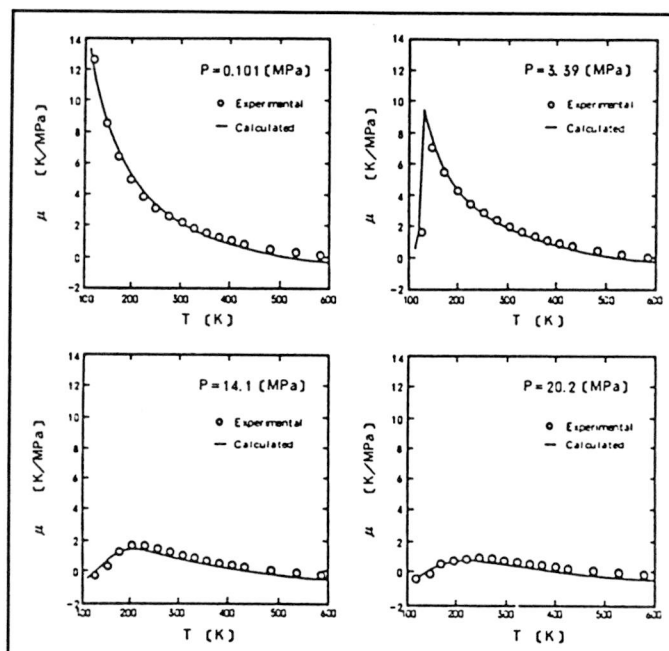 14
12
10
8
6
4
2
0
−2
μ [K/MPa]
P = 0.101 [MPa]
Experimental
Calculated
100 200 300 400 500 600
T [K]
14
12
10
8
6
4
2
0
−2
μ [K/MPa]
P = 3.39 [MPa]
Experimental
Calculated
100 200 300 400 500 600
T [K]
14
12
10
8
6
4
2
0
−2
μ [K/MPa]
P = 14.1 [MPa]
Experimental
Calculated
100 200 300 400 500 600
T [K]
14
12
10
8
6
4
2
0
−2
μ [K/MPa]
P = 20.2 [MPa]
Experimental
Calculated
100 200 300 400 500 600
T [K]